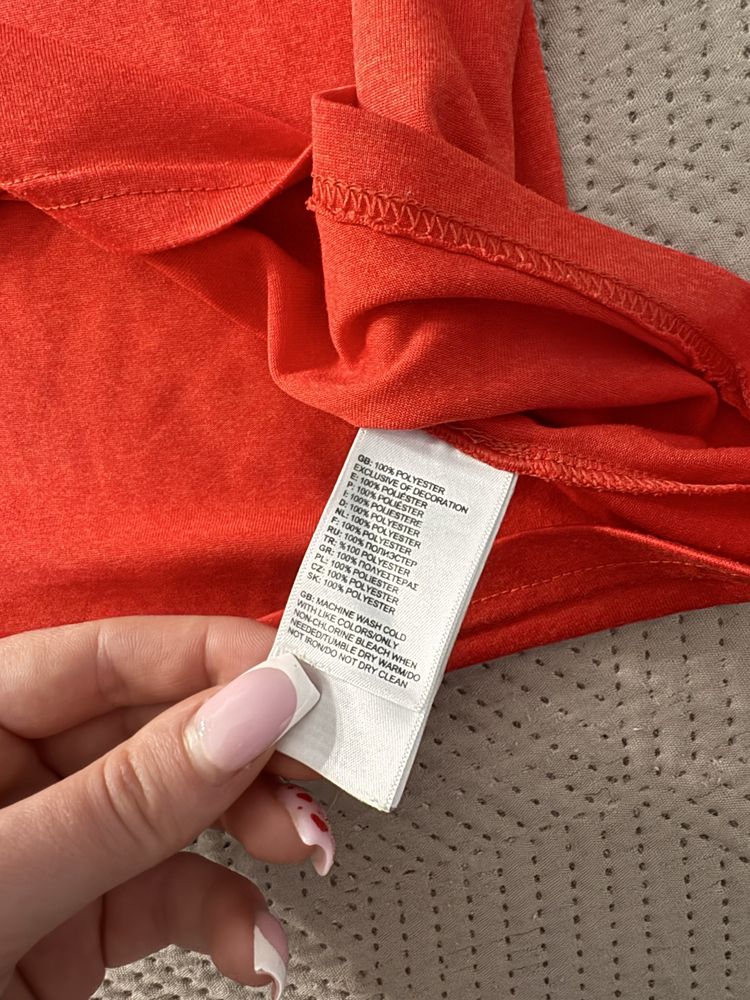 GB: 100% POLYESTER
EXCLUSIVE OF DECORATION
E: 100% POLIÉSTER
P: 100% POLIÉSTER
I: 100% POLIESTERE
D: 100% POLYESTER
NL: 100% POLYESTER
F: 100% POLYESTER
RU: 100% ПОЛИЭСТЕР
TR: %100 POLYESTER
GR: 100% ΠΟΛΥΕΣΤΕΡΑΣ
PL: 100% POLIESTER
CZ: 100% POLYESTER
SK: 100% POLYESTER
GB: MACHINE WASH COLD
WITH LIKE COLORS/ONLY
NON-CHLORINE BLEACH WHEN
NEEDED/TUMBLE DRY WARM/DO
NOT IRON/DO NOT DRY CLEAN